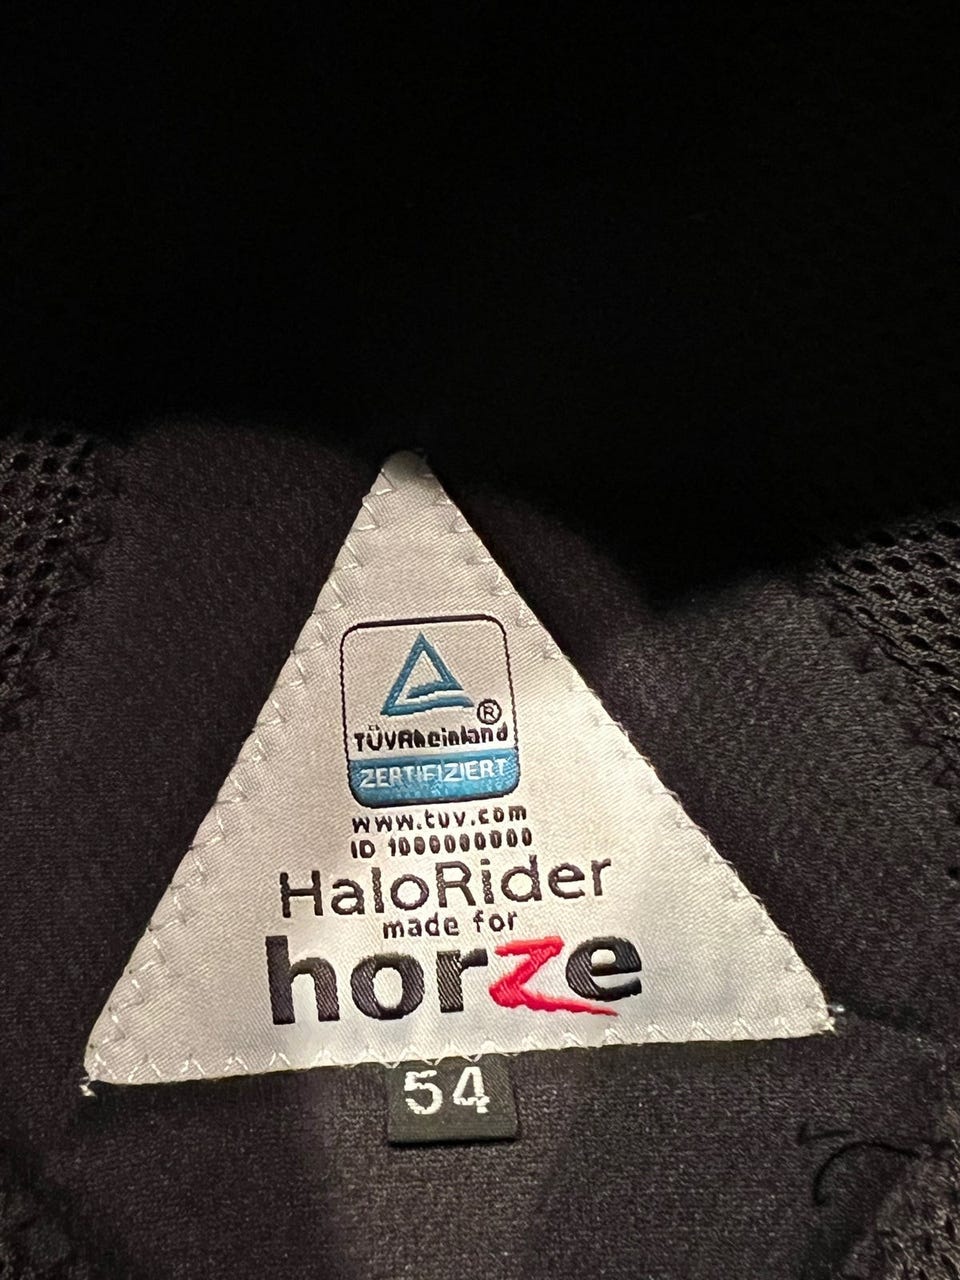 ®
TÜVRheinland
ZERTIFIZIERT
www.tuv.com
ID 1000000000
HaloRider
made for
horze
54